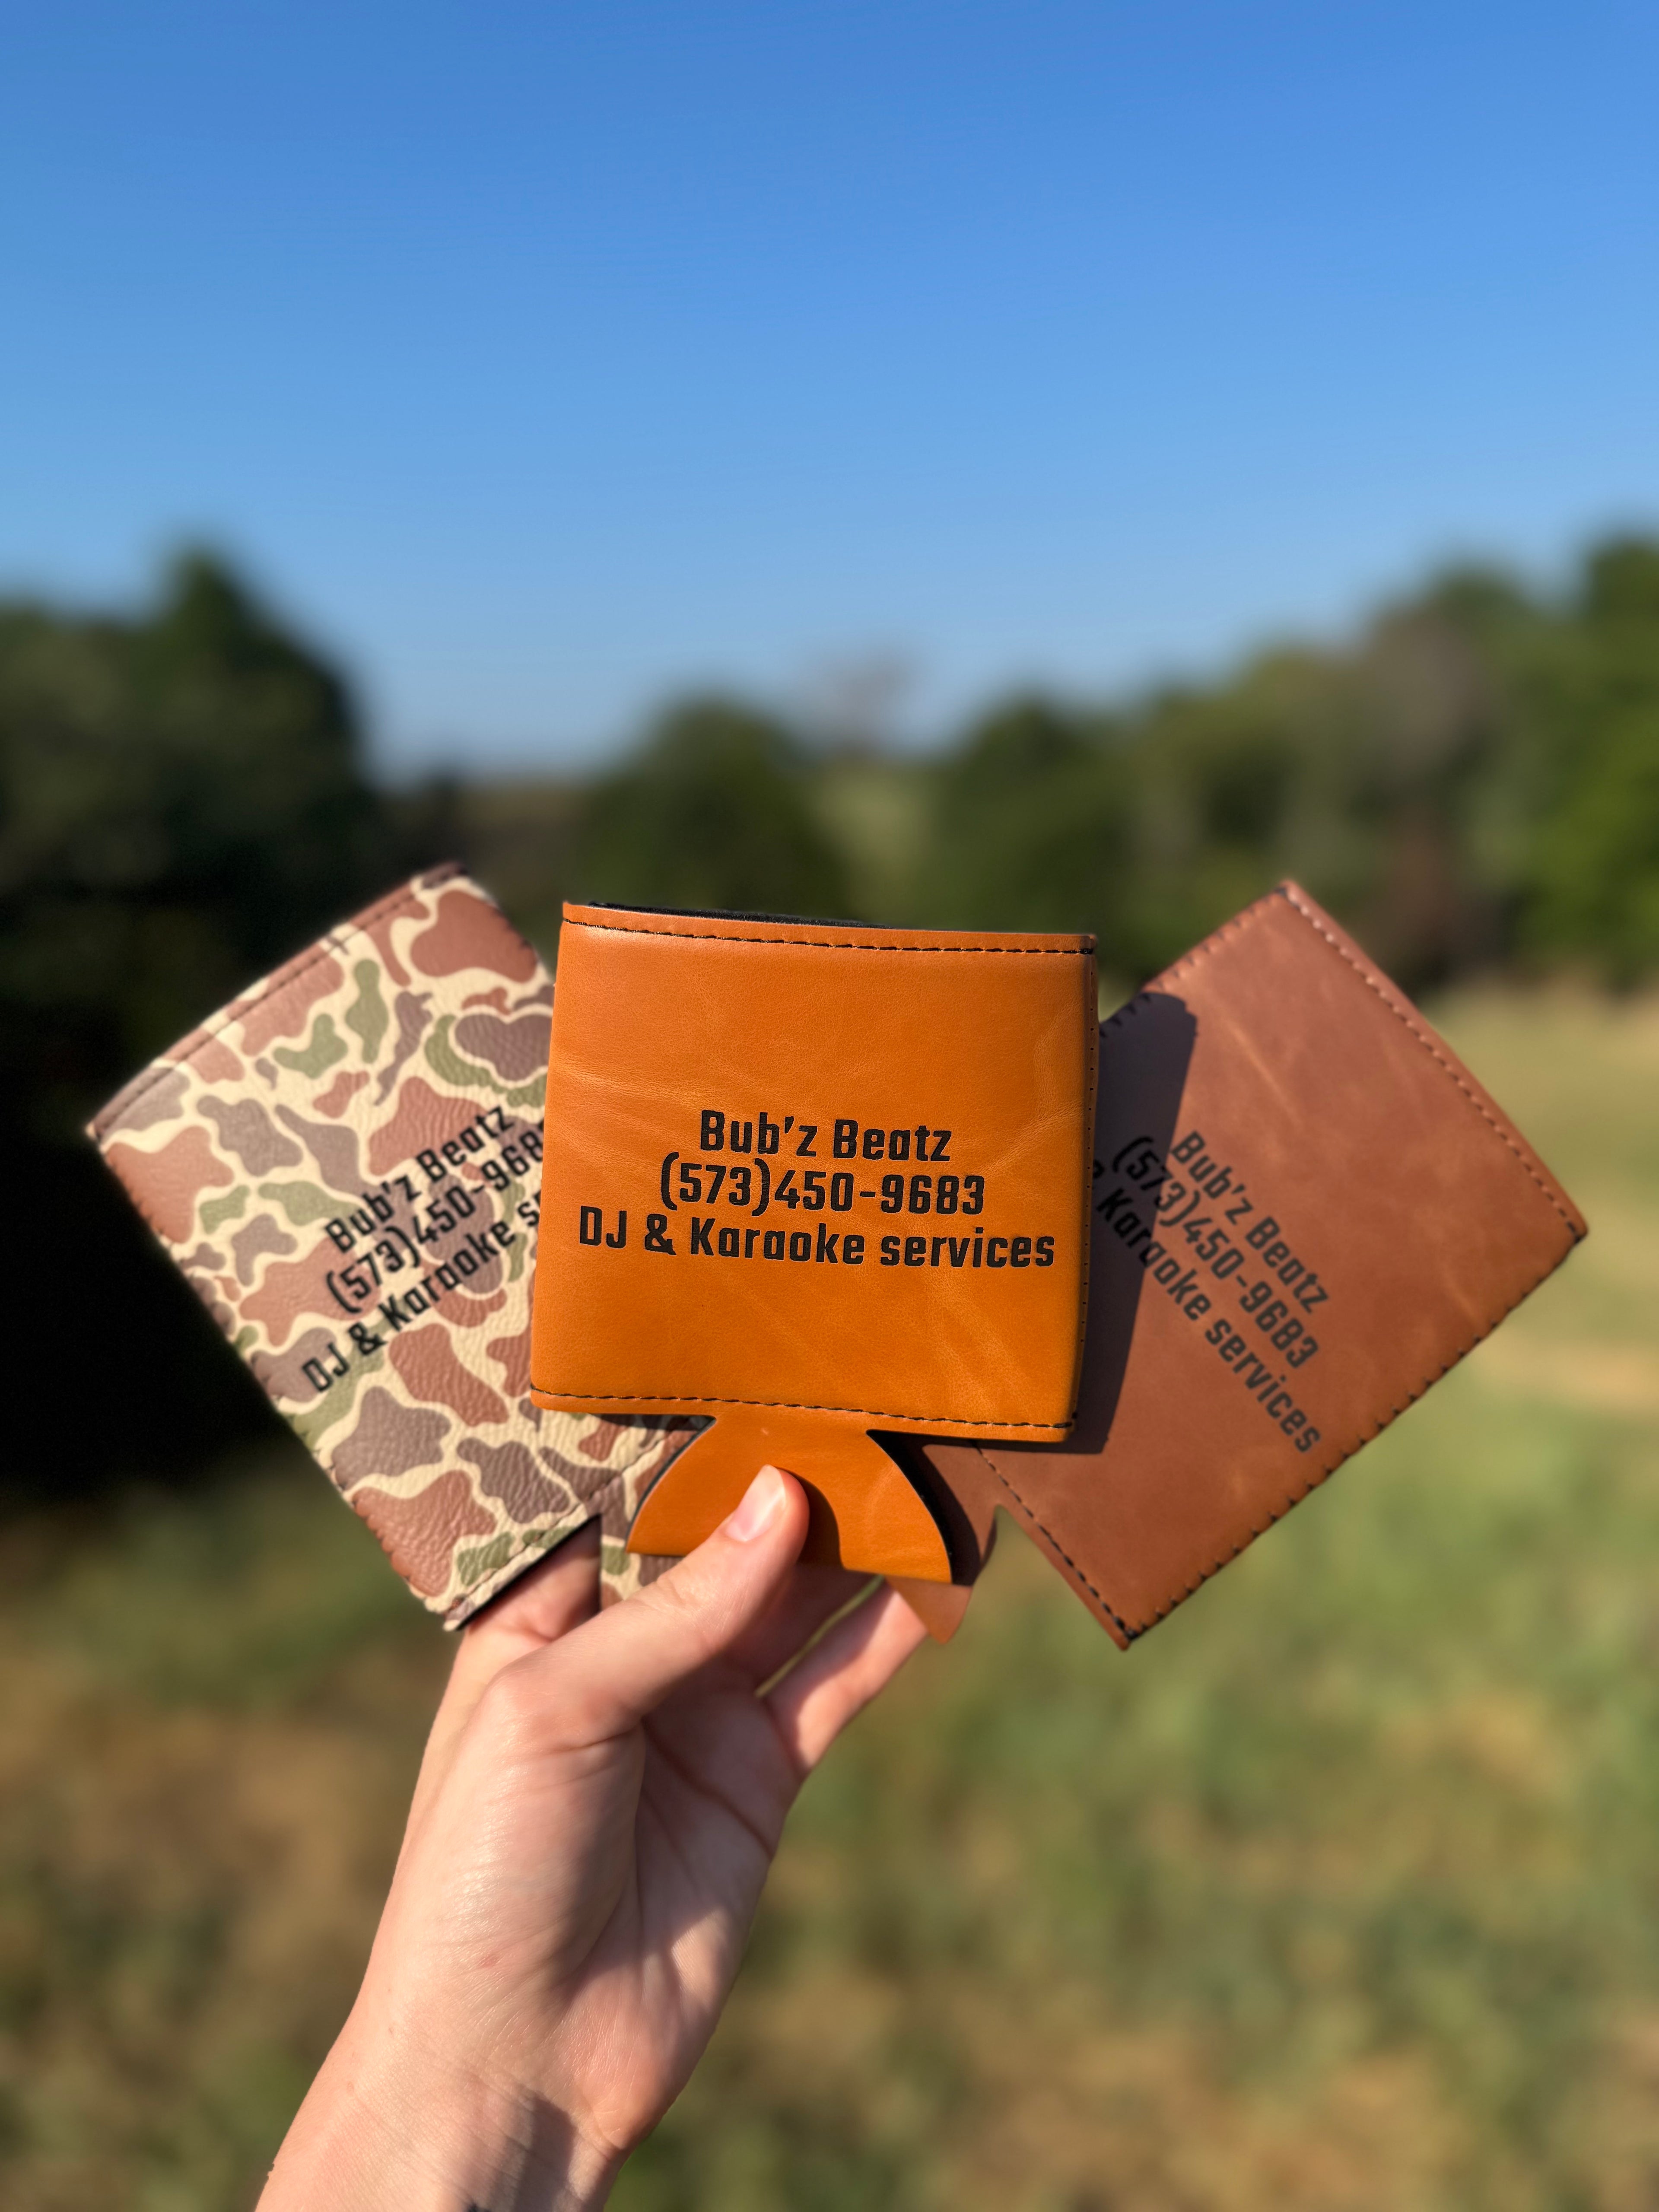 Bub'z Beatz
(573)450-968
DJ & Karaoke s
Bub'z Beatz
(573)450-9683
DJ & Karaoke services
Bub'z Beatz
(573)450-9683
Karaoke services